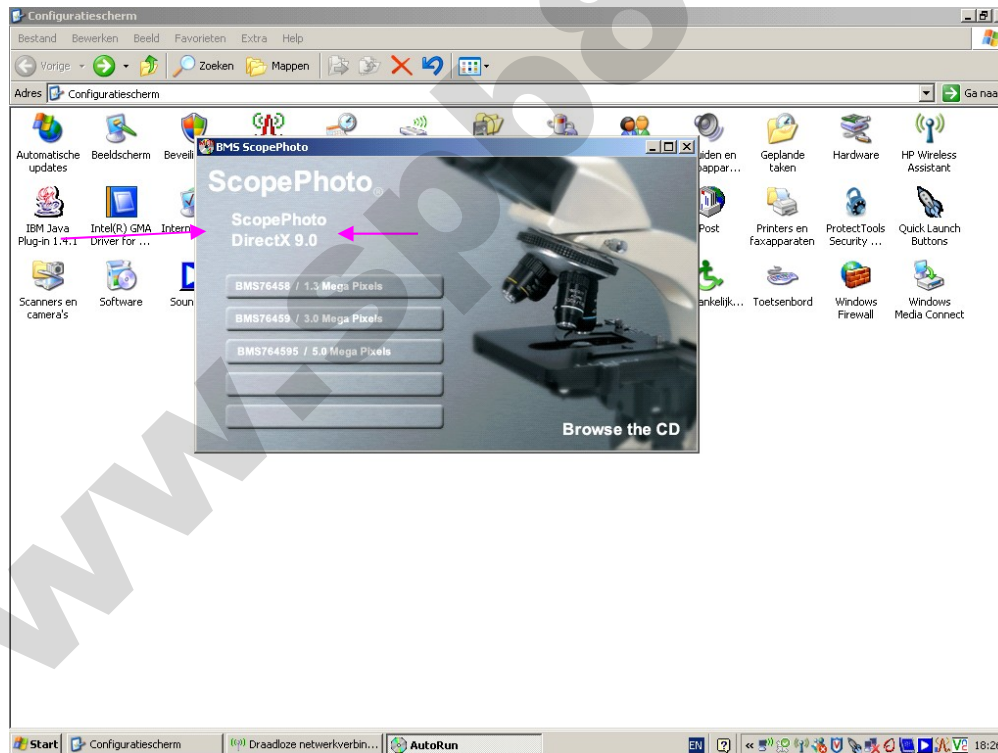 Configuratiescherm
Bestand Bewerken Beeld Favorieten Extra Help
Vorige Zoeken Mappen
Adres Configuratiescherm Ga naar
Automatische updates
Beeldscherm
Geplande taken
Hardware
HP Wireless Assistant
IBM Java Plug-in 1.4.1
Intel(R) GMA Driver for ...
Post
Printers en faxapparaten
ProtectTools Security ...
Quick Launch Buttons
Scanners en camera's
Software
Toetsenbord
Windows Firewall
Windows Media Connect
BMS ScopePhoto
ScopePhoto®
ScopePhoto
DirectX 9.0
BMS76458 / 1.3 Mega Pixels
BMS76459 / 3.0 Mega Pixels
BMS764595 / 5.0 Mega Pixels
Browse the CD
Start Configuratiescherm Draadloze netwerkverbin... AutoRun EN 18:26